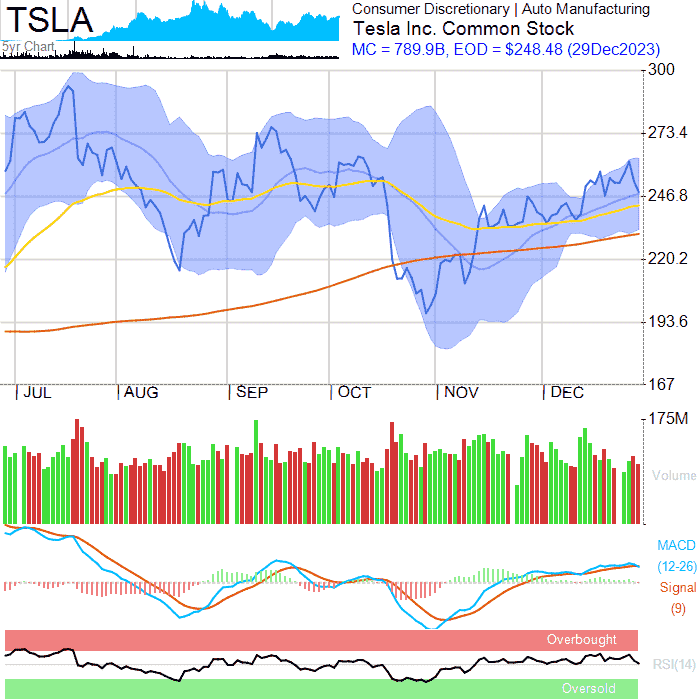 TSLA
5yr Chart
Consumer Discretionary | Auto Manufacturing
Tesla Inc. Common Stock
MC = 789.9B, EOD = $248.48 (29Dec2023)
300
273.4
246.8
220.2
193.6
167
| JUL | AUG | SEP | OCT | NOV | DEC
175M
Volume
MACD
(12-26)
Signal
(9)
Overbought
RSI(14)
Oversold